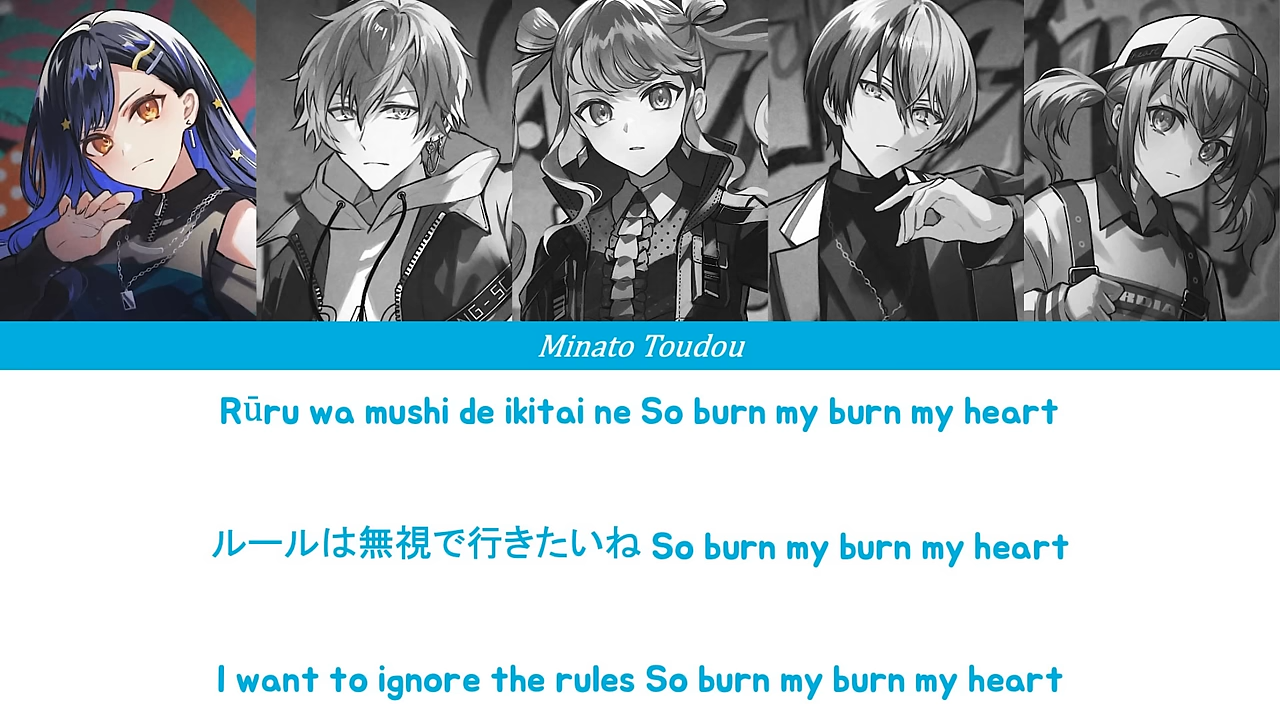 Minato Toudou
Rūru wa mushi de ikitai ne So burn my burn my heart
ルールは無視で行きたいね So burn my burn my heart
I want to ignore the rules So burn my burn my heart